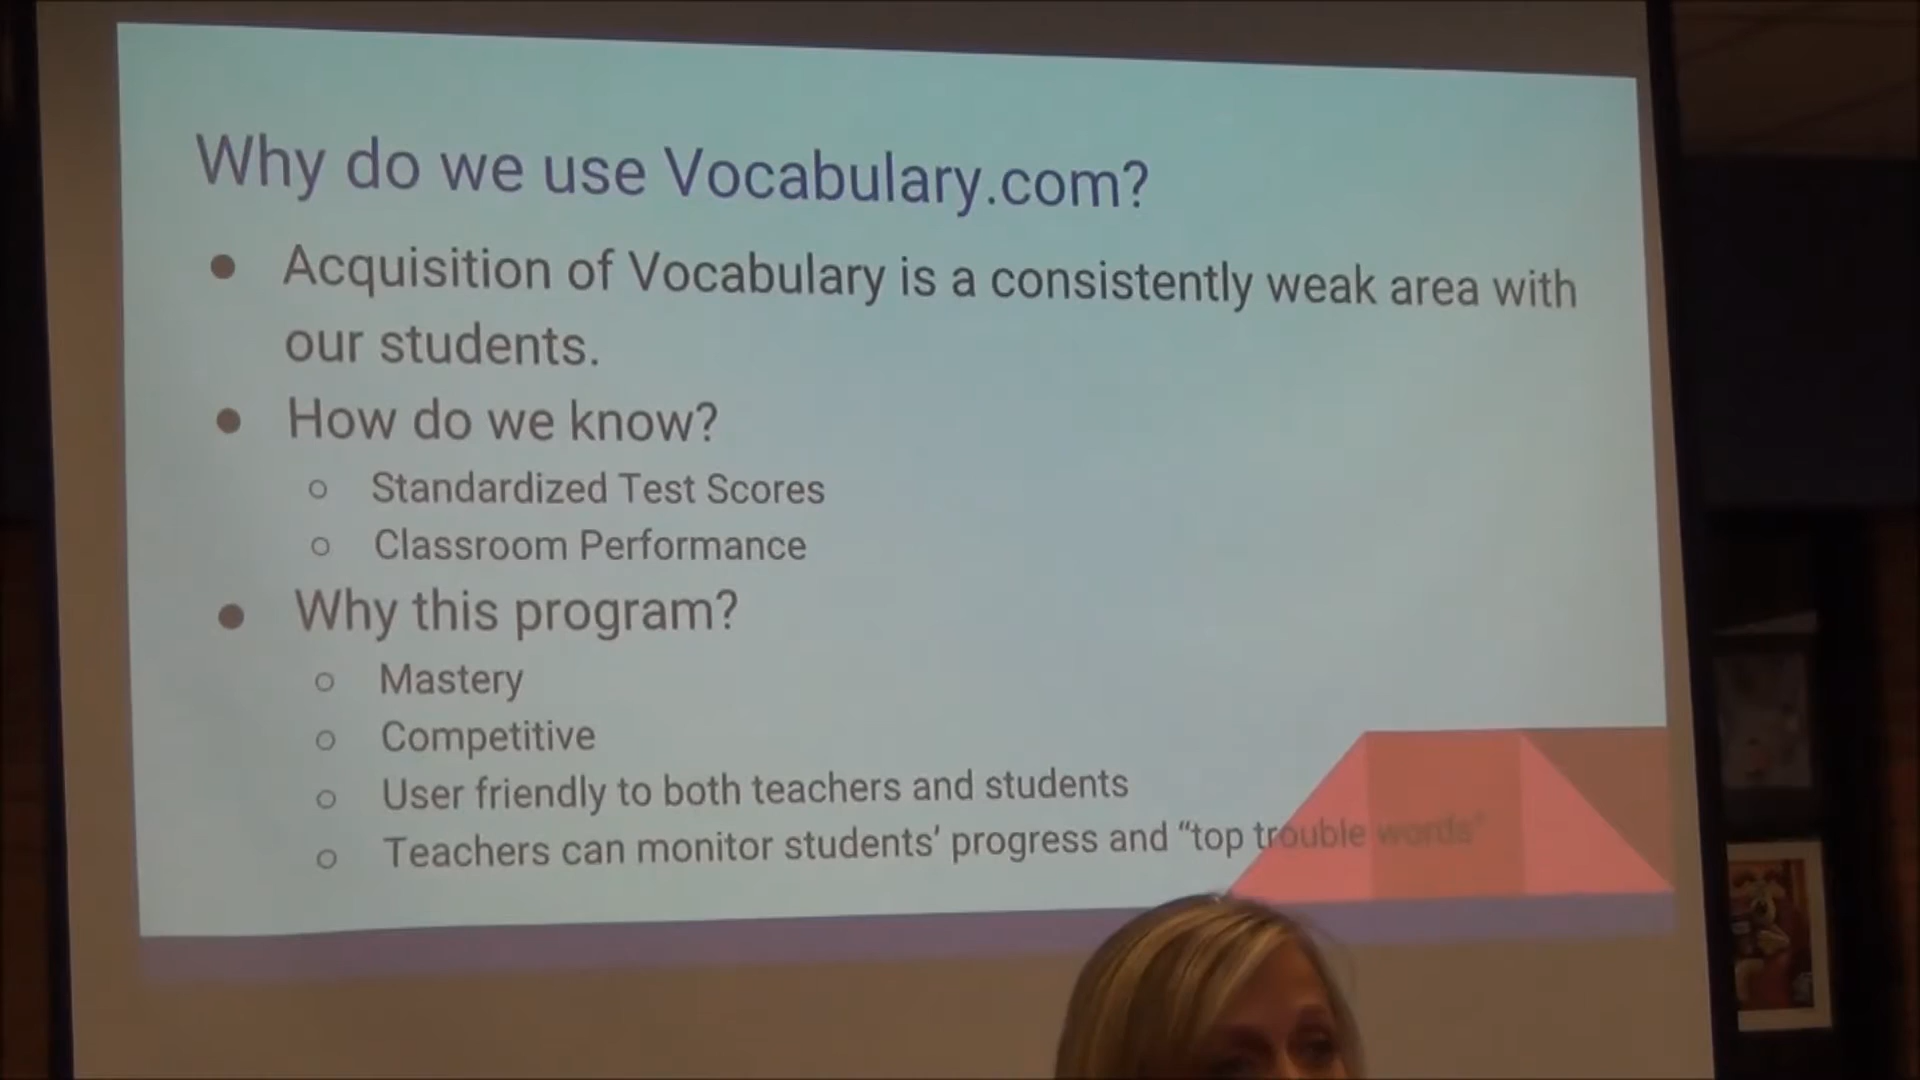 Why do we use Vocabulary.com?
● Acquisition of Vocabulary is a consistently weak area with
our students.
● How do we know?
○ Standardized Test Scores
○ Classroom Performance
● Why this program?
○ Mastery
○ Competitive
○ User friendly to both teachers and students
○ Teachers can monitor students' progress and “top trouble words”